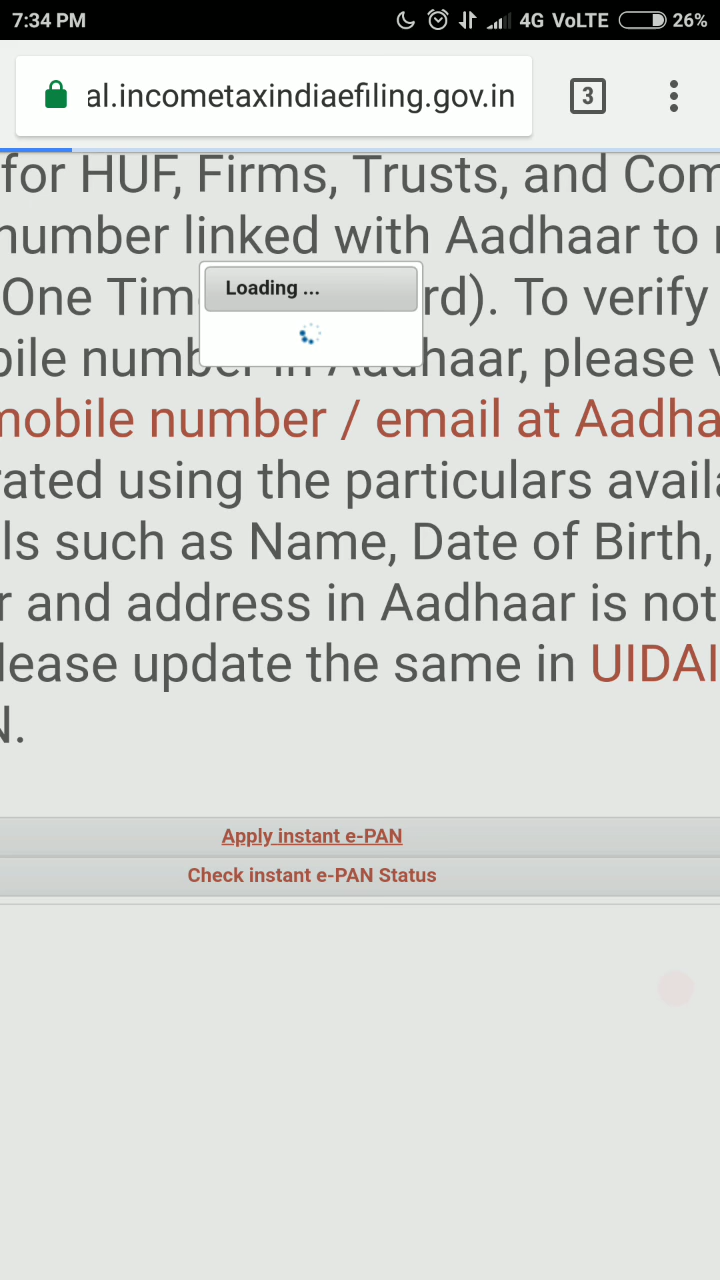 7:34 PM 4G VoLTE 26%
al.incometaxindiaefiling.gov.in 3
for HUF, Firms, Trusts, and Com
number linked with Aadhaar to
One Tim rd). To verify
Loading ...
bile numb in Aadhaar, please
mobile number / email at Aadha
rated using the particulars avail
ls such as Name, Date of Birth,
r and address in Aadhaar is not
lease update the same in UIDAI
N.
Apply instant e-PAN
Check instant e-PAN Status